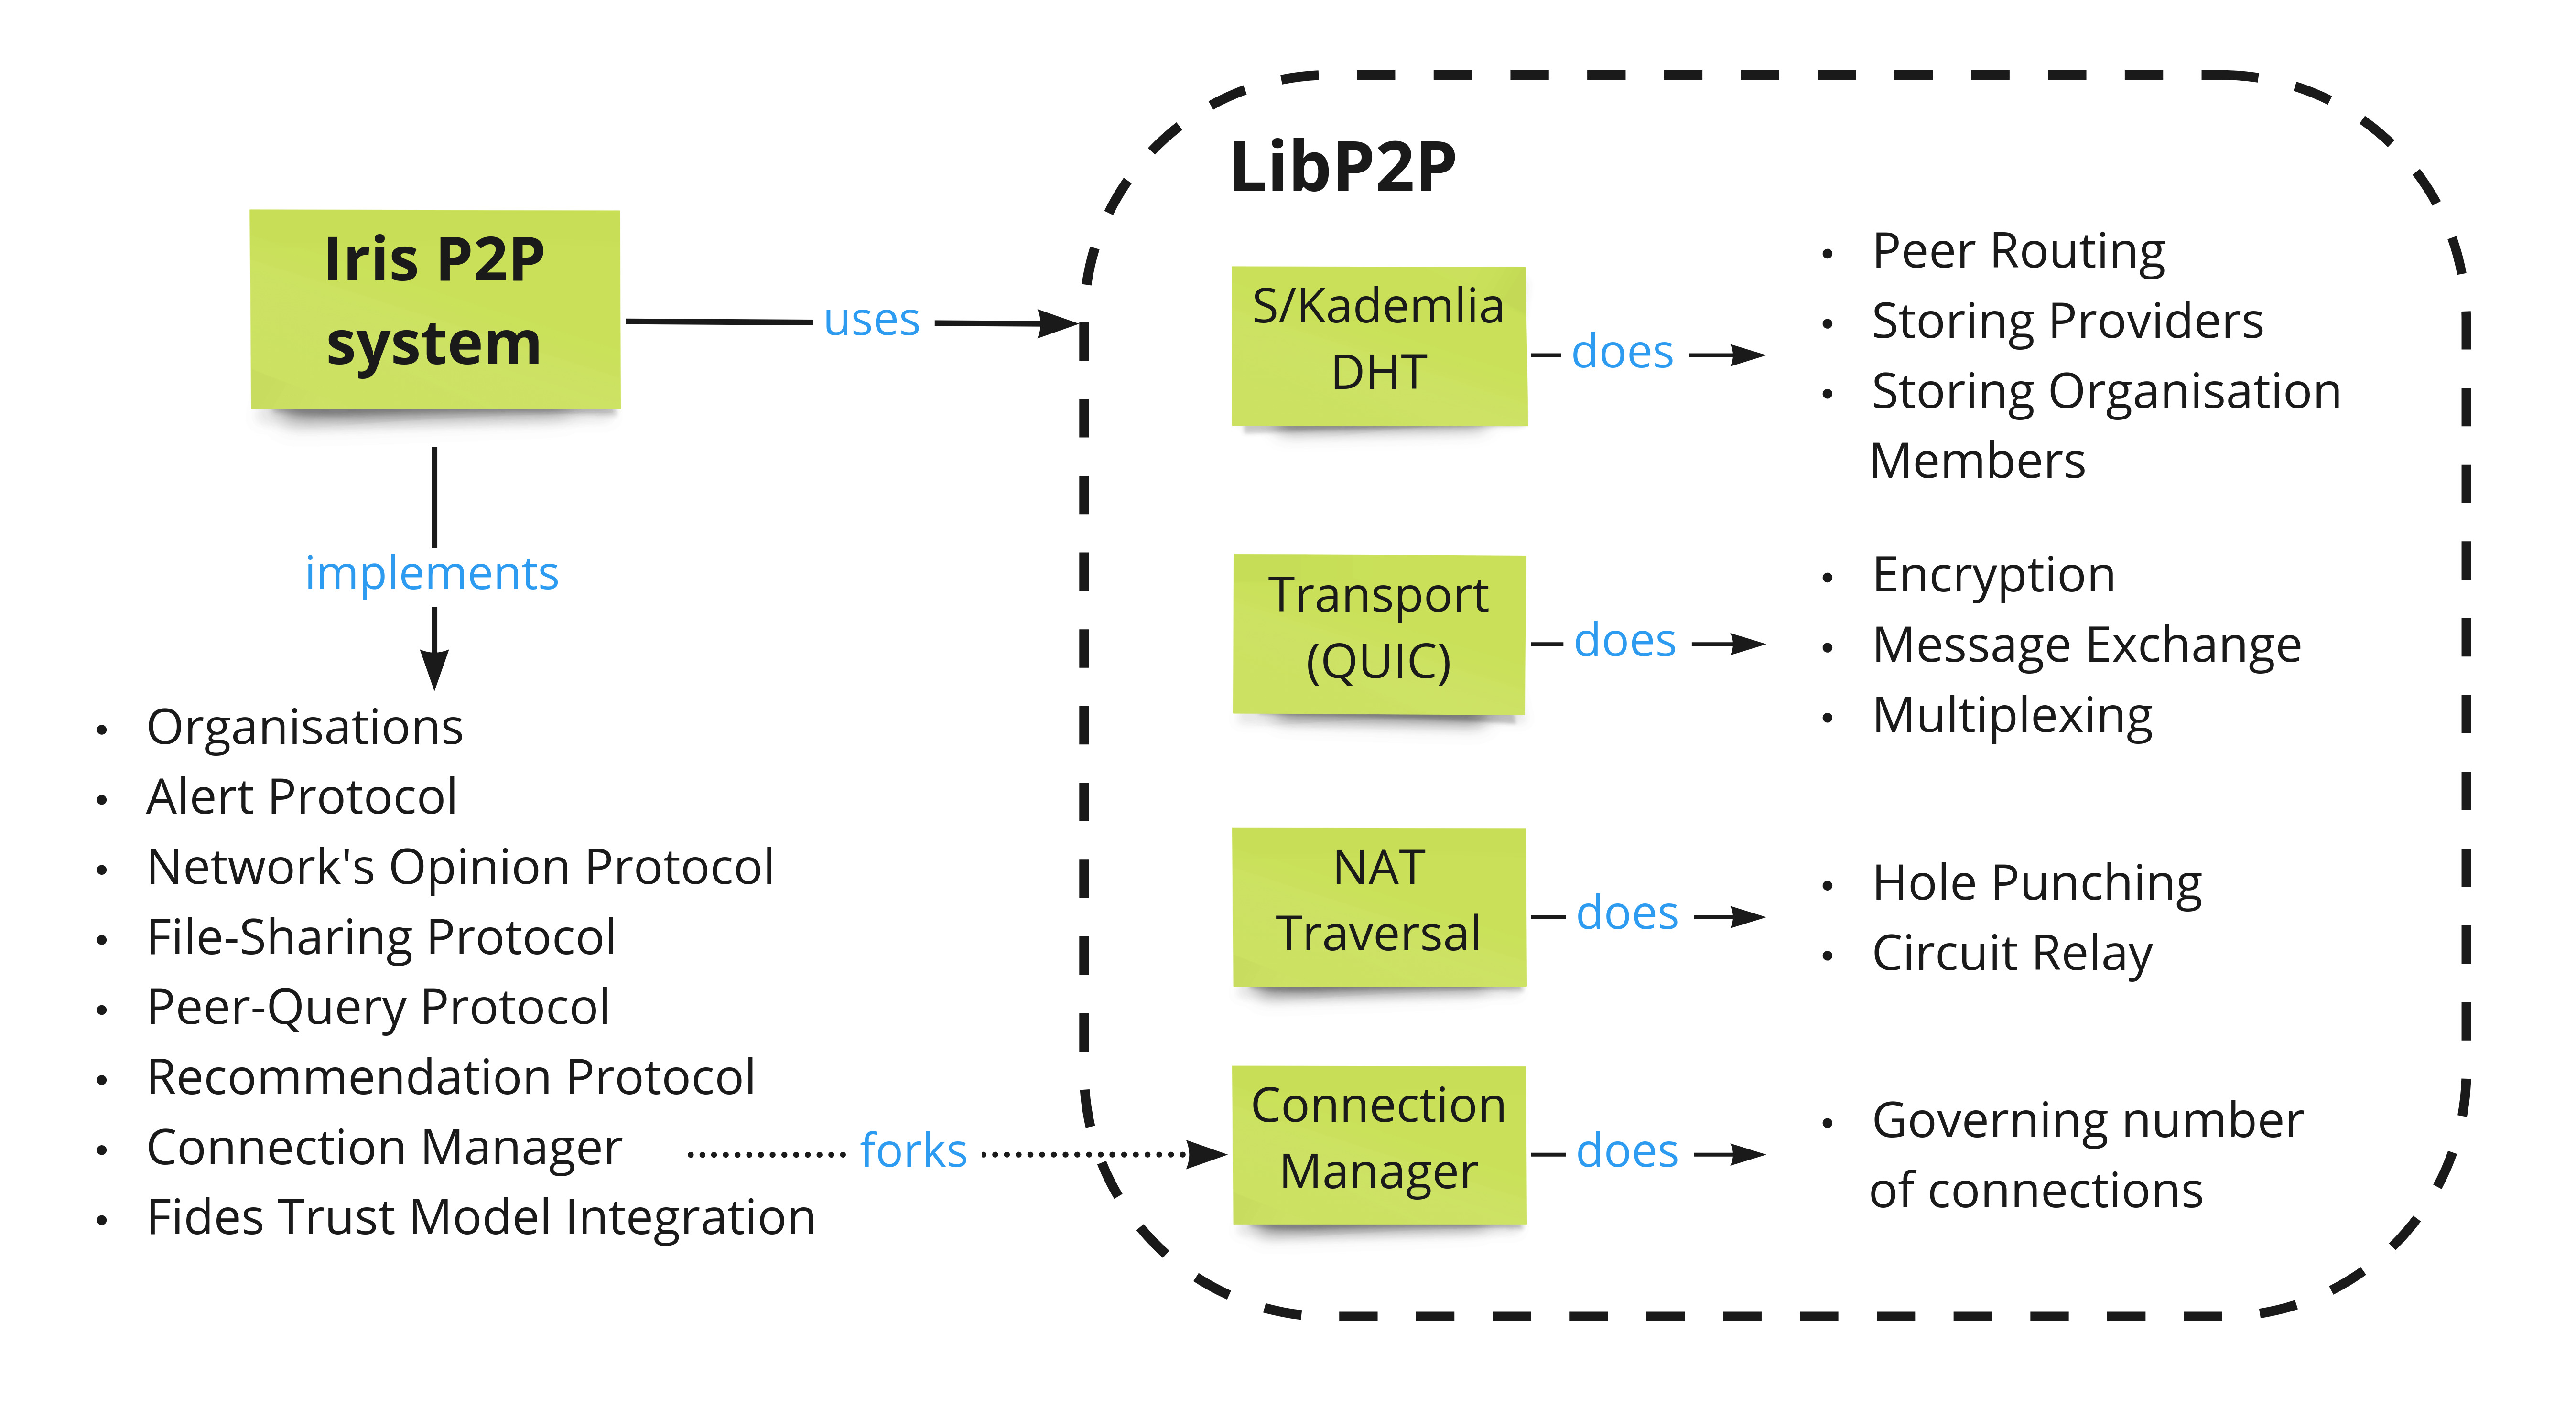 Iris P2P
system
uses
implements
• Organisations
• Alert Protocol
• Network's Opinion Protocol
• File-Sharing Protocol
• Peer-Query Protocol
• Recommendation Protocol
• Connection Manager
• Fides Trust Model Integration
forks
LibP2P
S/Kademlia
DHT
does
• Peer Routing
• Storing Providers
• Storing Organisation
Members
Transport
(QUIC)
does
• Encryption
• Message Exchange
• Multiplexing
NAT
Traversal
does
• Hole Punching
• Circuit Relay
Connection
Manager
does
• Governing number
of connections